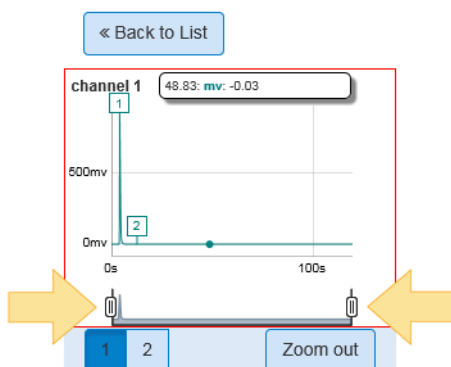 « Back to List
channel 1
48.83: mv: -0.03
1
500mv
2
0mv
0s
100s
1
2
Zoom out